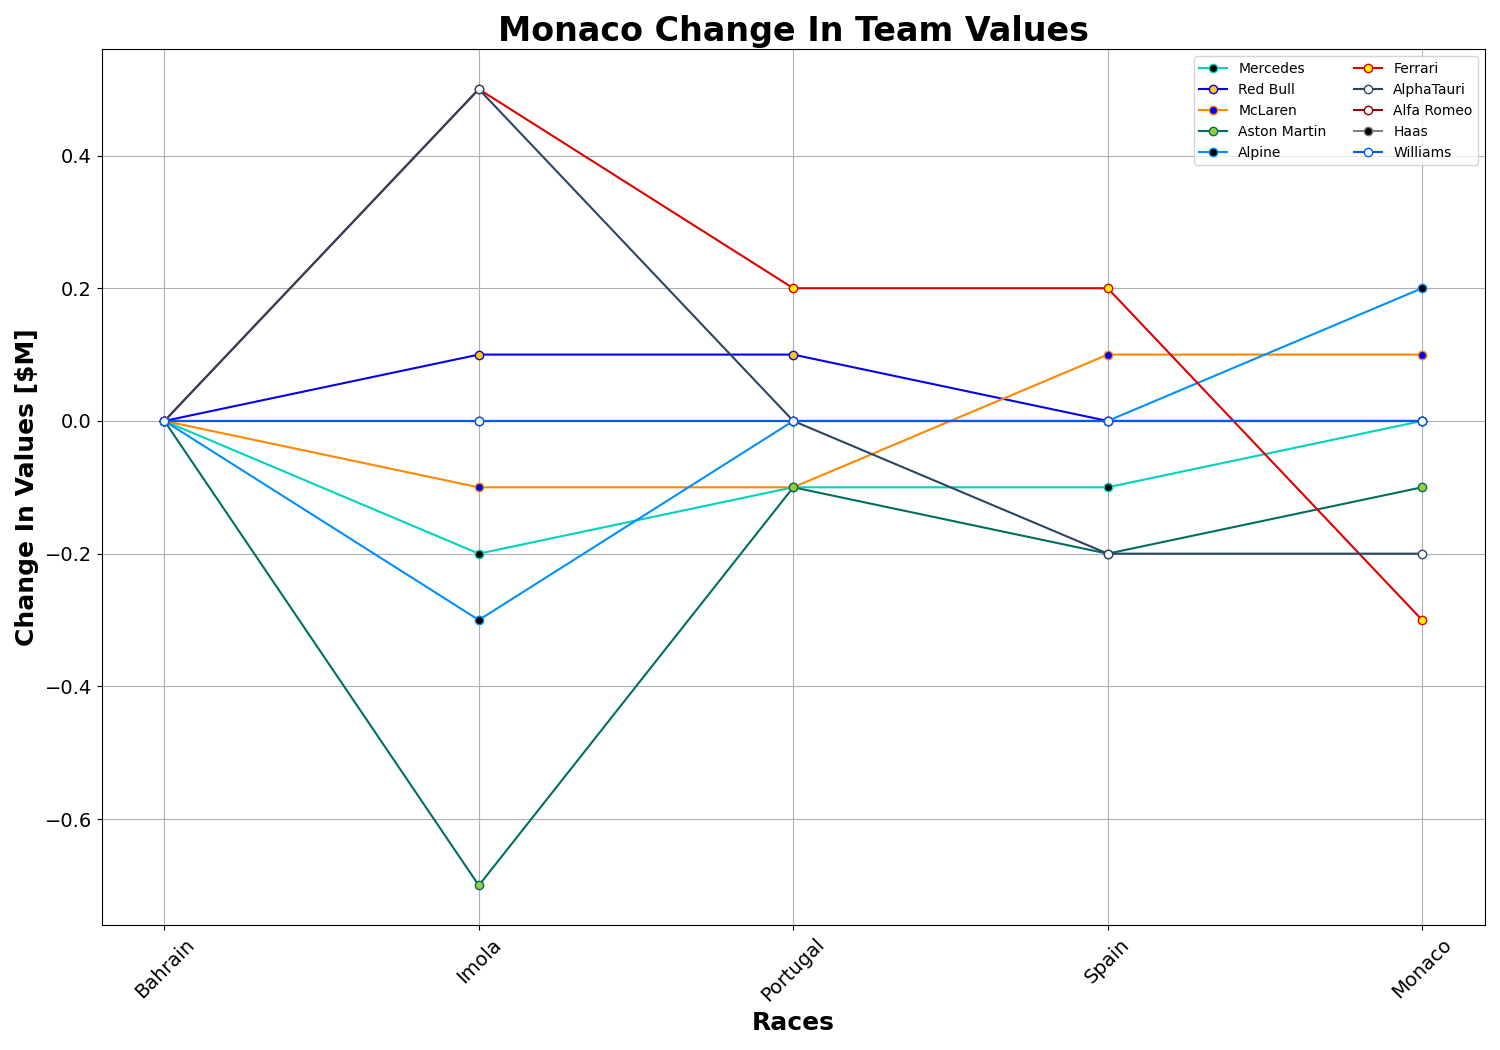 Monaco Change In Team Values
Mercedes
Red Bull
McLaren
Aston Martin
Alpine
Ferrari
AlphaTauri
Alfa Romeo
Haas
Williams
Change In Values [$M]
0.4
0.2
0.0
−0.2
−0.4
−0.6
Bahrain
Imola
Portugal
Spain
Monaco
Races